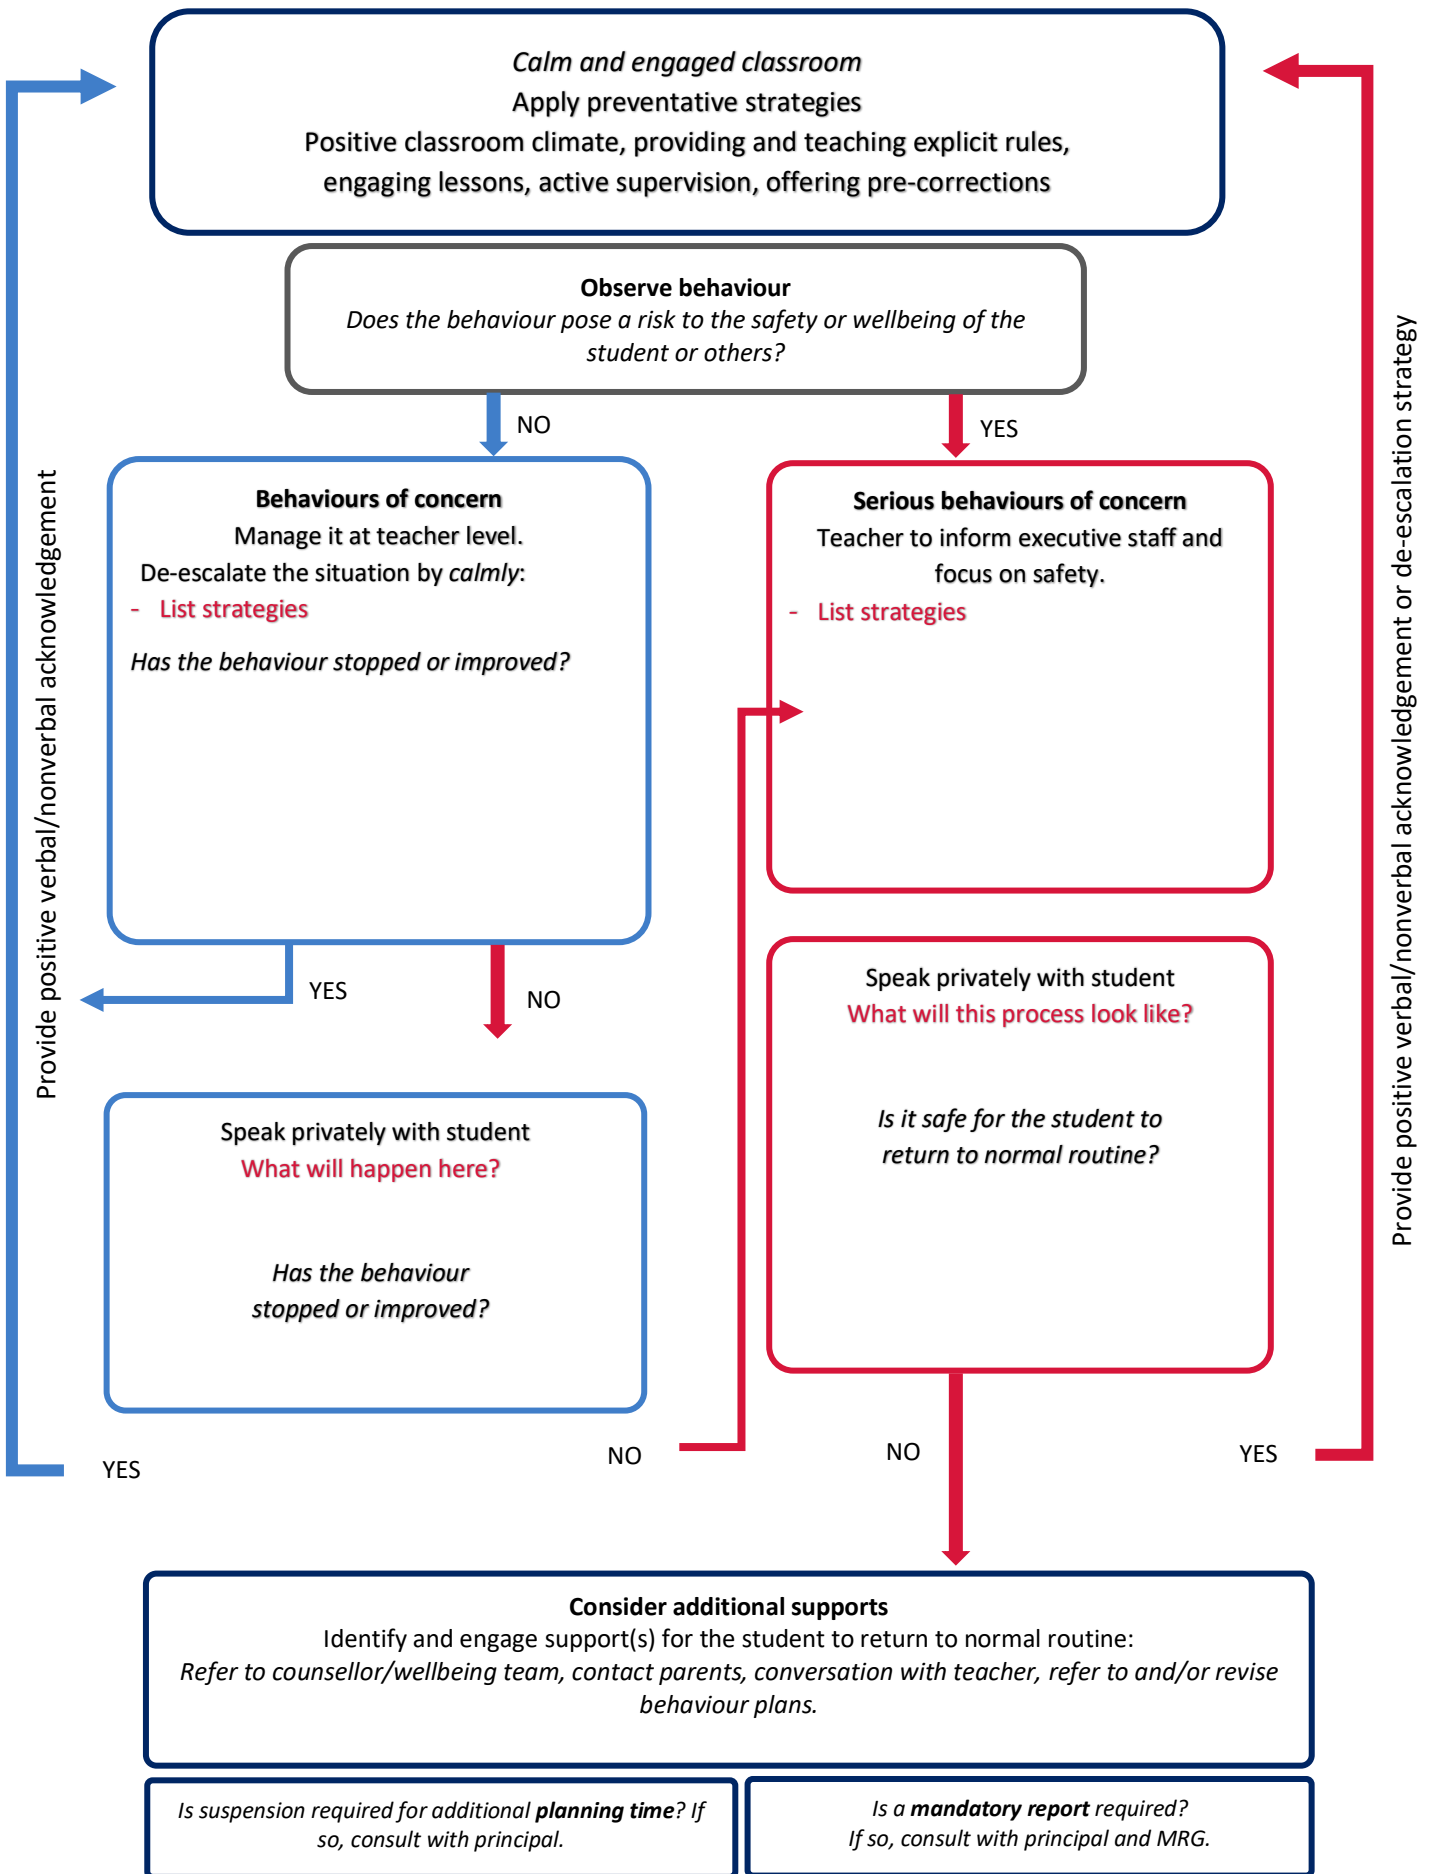 Calm and engaged classroom
Apply preventative strategies
Positive classroom climate, providing and teaching explicit rules,
engaging lessons, active supervision, offering pre-corrections
Observe behaviour
Does the behaviour pose a risk to the safety or wellbeing of the
student or others?
NO
YES
Behaviours of concern
Manage it at teacher level.
De-escalate the situation by calmly:
- List strategies
Has the behaviour stopped or improved?
Serious behaviours of concern
Teacher to inform executive staff and
focus on safety.
- List strategies
Provide positive verbal/nonverbal acknowledgement
Provide positive verbal/nonverbal acknowledgement or de-escalation strategy
YES
NO
Speak privately with student
What will happen here?
Has the behaviour
stopped or improved?
Speak privately with student
What will this process look like?
Is it safe for the student to
return to normal routine?
YES
NO
NO
YES
Consider additional supports
Identify and engage support(s) for the student to return to normal routine:
Refer to counsellor/wellbeing team, contact parents, conversation with teacher, refer to and/or revise
behaviour plans.
Is suspension required for additional planning time? If
so, consult with principal.
Is a mandatory report required?
If so, consult with principal and MRG.